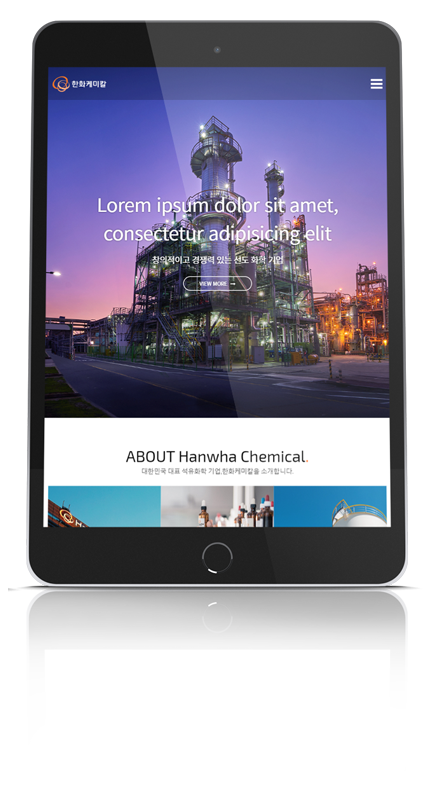 한화케미칼
Lorem ipsum dolor sit amet,
consectetur adipisicing elit
창의적이고 경쟁력 있는 선도 화학 기업
VIEW MORE →
ABOUT Hanwha Chemical.
대한민국 대표 석유화학 기업,한화케미칼을 소개합니다.
H